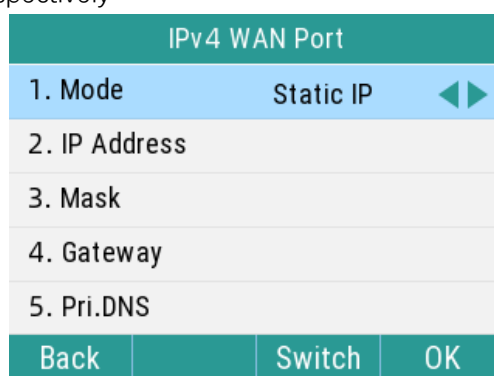 IPv4 WAN Port
1. Mode Static IP
2. IP Address
3. Mask
4. Gateway
5. Pri.DNS
Back Switch OK